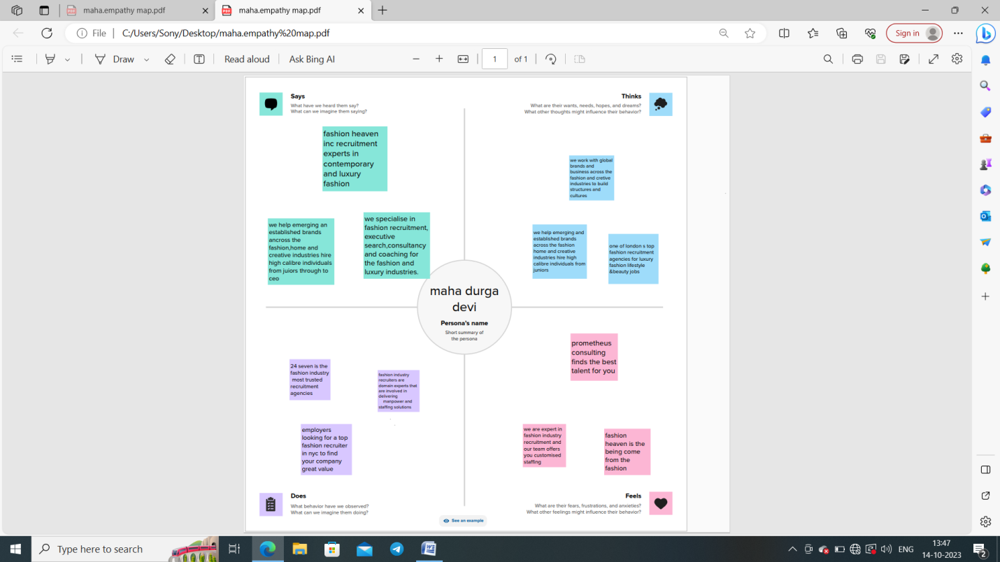 maha.empathy map.pdf
maha.empathy map.pdf
File
C:/Users/Sony/Desktop/maha.empathy%20map.pdf
Sign in
Draw
Read aloud
Ask Bing AI
1
of 1
Says
What have we heard them say?
What can we imagine them saying?
fashion heaven
inc recruitment
experts in
contemporary
and luxury
fashion
we help emerging an
established brands
ancross the
fashion,home and
creative industries hire
high calibre individuals
from juiors through to
ceo
we specialise in
fashion recruitment,
executive
search,consultancy
and coaching for
the fashion and
luxury industries.
Thinks
What are their wants, needs, hopes, and dreams?
What other thoughts might influence their behavior?
we work with global
brands and
business across the
fashion and cretive
industries to build
structures and
cultures
we help emerging and
established brands
across the fashion
home and creative
industries hire high
calibre individuals from
juniors
one of london s top
fashion recruitment
agencies for luxury
fashion lifestyle
&beauty jobs
maha durga
devi
Persona's name
Short summary of
the persona
24 seven is the
fashion industry
most trusted
recruitment
agencies
fashion industry
recruiters are
domain experts that
are involved in
delivering
manpower and
staffing solutions
employers
looking for a top
fashion recruiter
in nyc to find
your company
great value
Does
What behavior have we observed?
What can we imagine them doing?
prometheus
consulting
finds the best
talent for you
we are expert in
fashion industry
recruitment and
our team offers
you customised
staffing
fashion
heaven is the
being come
from the
fashion
Feels
What are their fears, frustrations, and anxieties?
What other feelings might influence their behavior?
See an example
Type here to search
ENG
13:47
14-10-2023
2